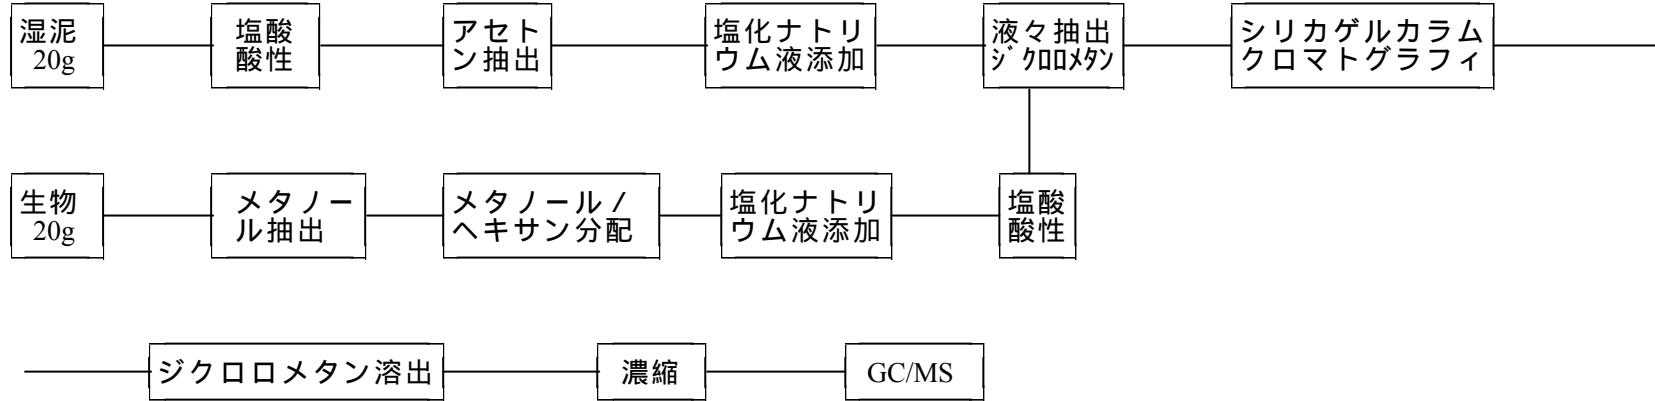 湿泥
20g
塩酸
酸性
アセト
ン抽出
塩化ナトリ
ウム液添加
液々抽出
ｼﾞｸﾛﾛﾒﾀﾝ
シリカゲルカラム
クロマトグラフィ
生物
20g
メタノー
ル抽出
メタノール/
ヘキサン分配
塩化ナトリ
ウム液添加
塩酸
酸性
ジクロロメタン溶出
濃縮
GC/MS